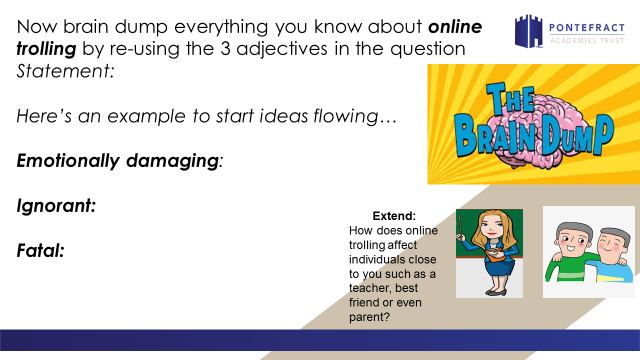 Now brain dump everything you know about online
trolling by re-using the 3 adjectives in the question
Statement:
Here's an example to start ideas flowing…
Emotionally damaging:
Ignorant:
Fatal:
PONTEFRACT
ACADEMIES TRUST
THE
BRAIN DUMP
Extend:
How does online
trolling affect
individuals close
to you such as a
teacher, best
friend or even
parent?